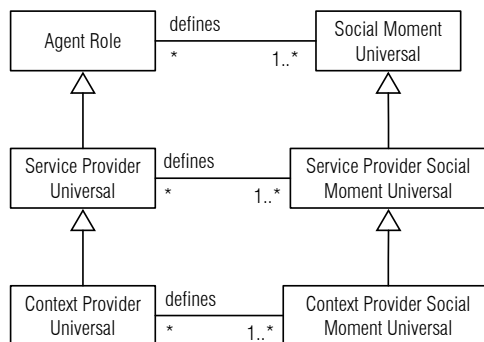 Agent Role
defines
*
1..*
Social Moment
Universal
Service Provider
Universal
defines
*
1..*
Service Provider Social
Moment Universal
Context Provider
Universal
defines
*
1..*
Context Provider Social
Moment Universal